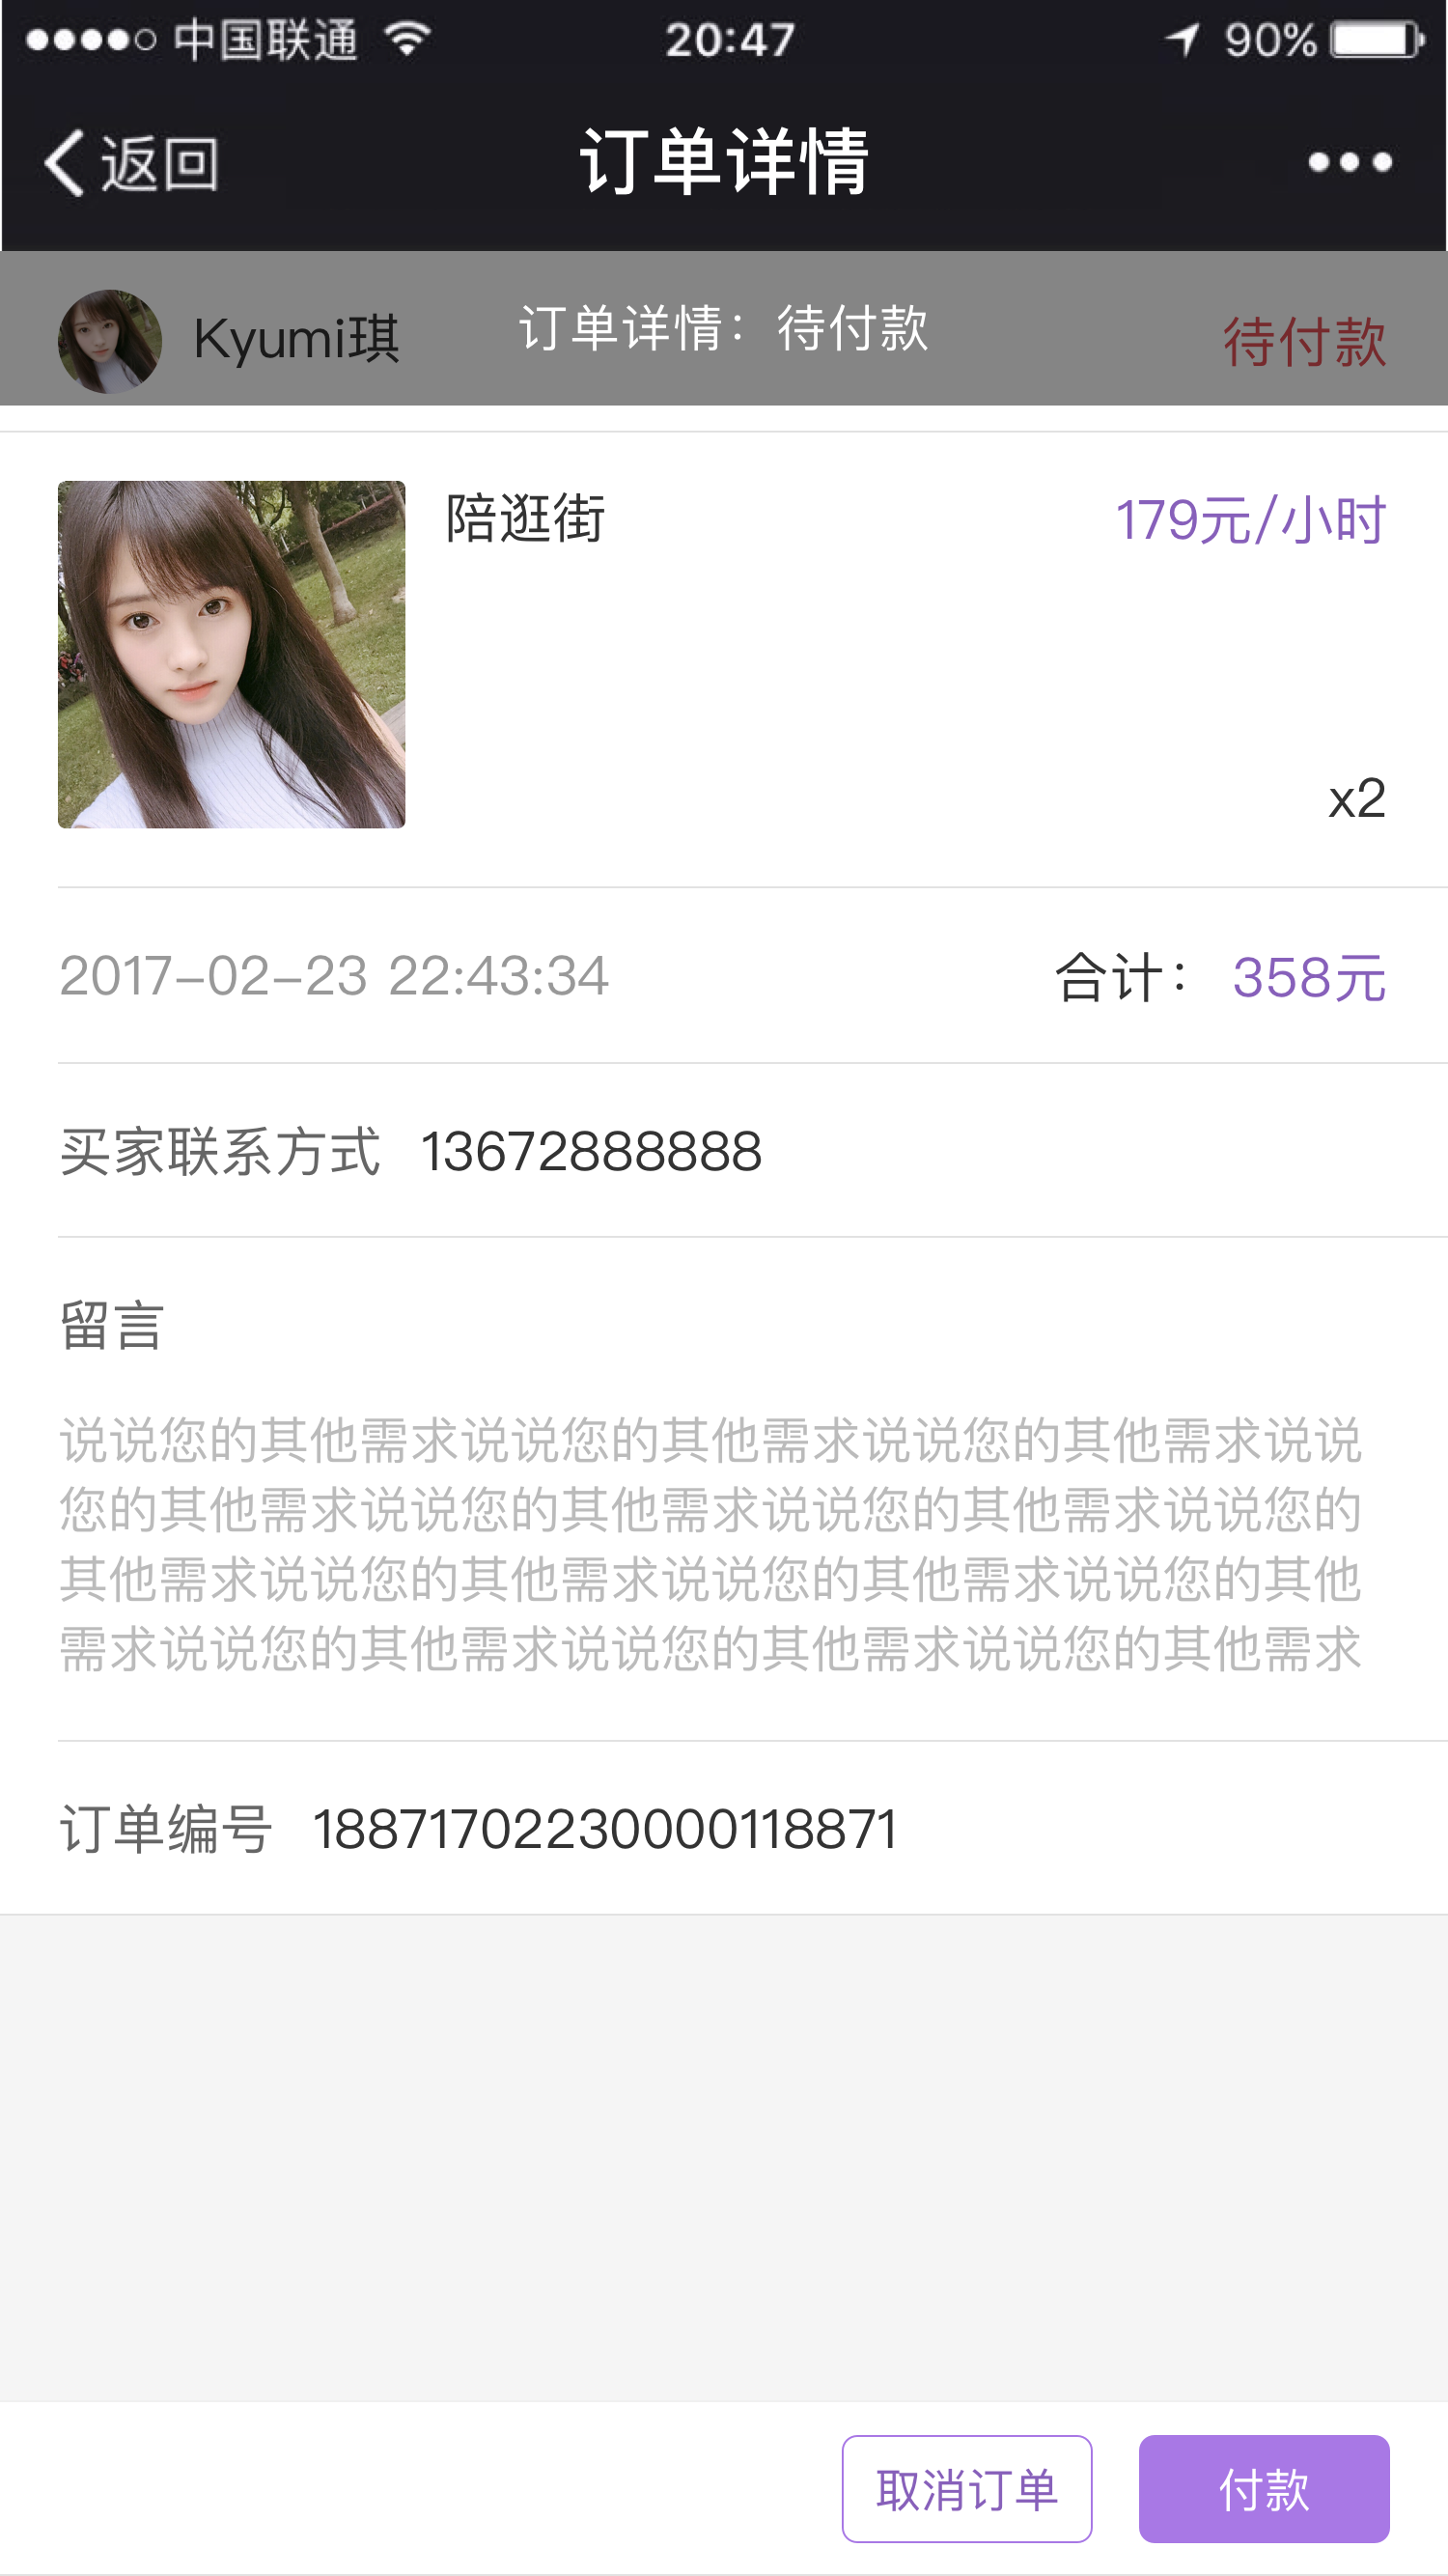 中国联通 20:47 90%
返回 订单详情
Kyumi琪 订单详情：待付款 待付款
陪逛街 179元/小时
x2
2017-02-23 22:43:34 合计： 358元
买家联系方式 13672888888
留言
说说您的其他需求说说您的其他需求说说您的其他需求说说
您的其他需求说说您的其他需求说说您的其他需求说说您的
其他需求说说您的其他需求说说您的其他需求说说您的其他
需求说说您的其他需求说说您的其他需求说说您的其他需求
订单编号 188717022300001​18871
取消订单 付款